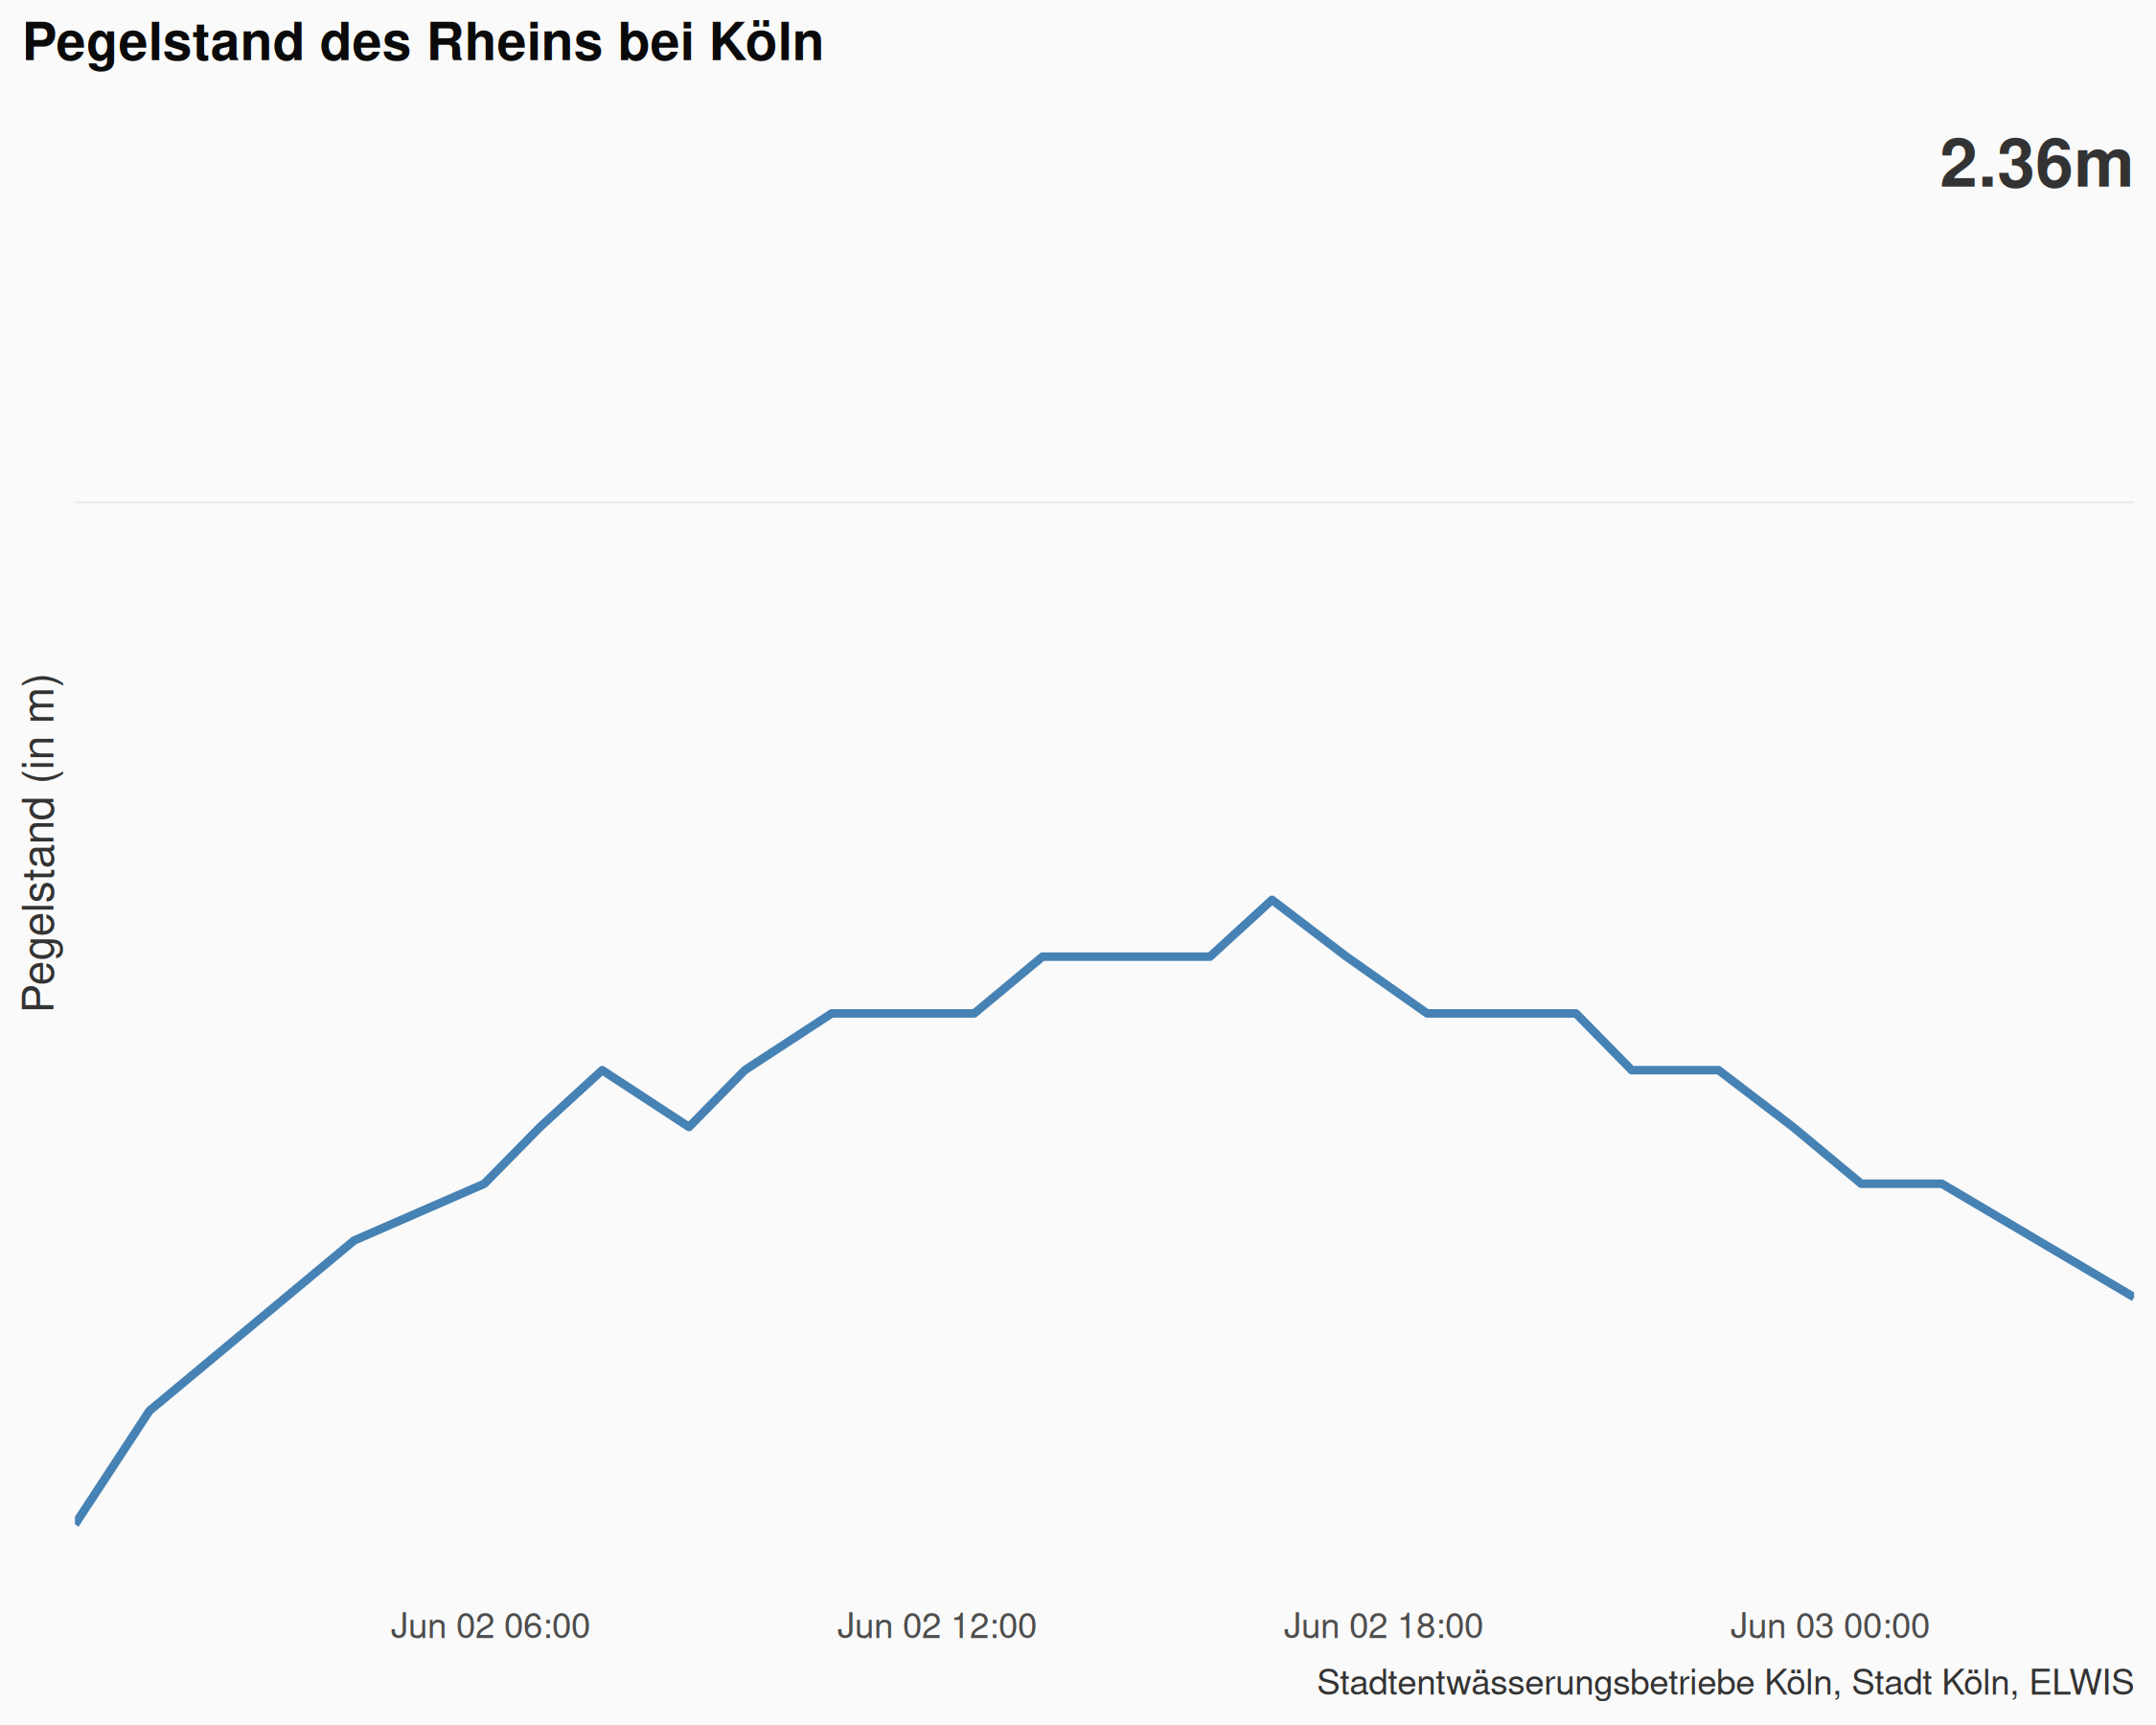 Pegelstand des Rheins bei Köln
2.36m
Pegelstand (in m)
Jun 02 06:00
Jun 02 12:00
Jun 02 18:00
Jun 03 00:00
Stadtentwässerungsbetriebe Köln, Stadt Köln, ELWIS